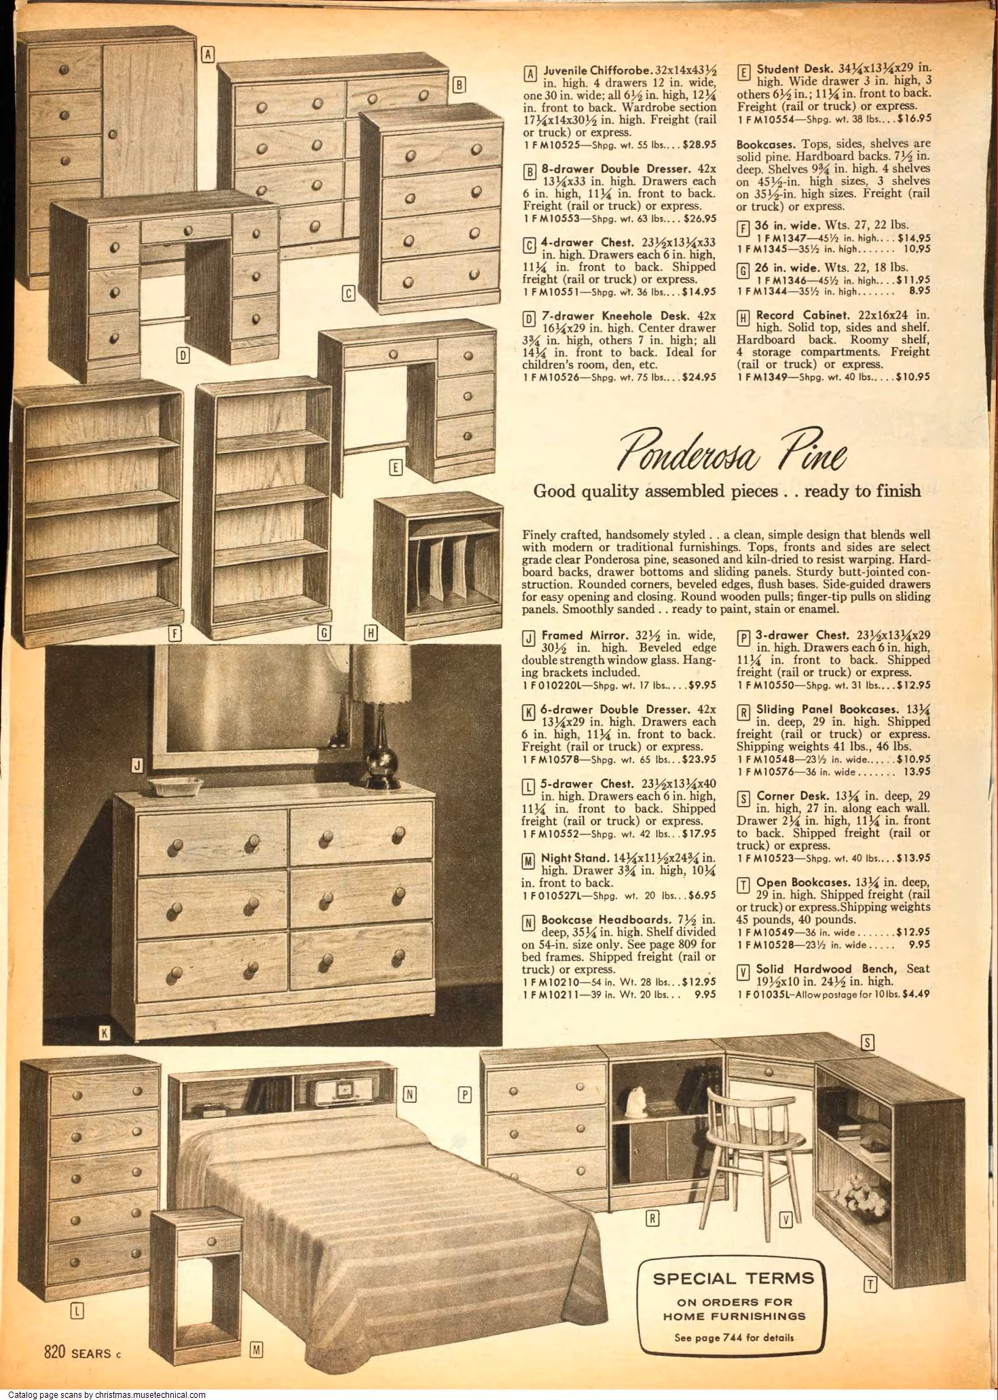 A Juvenile Chifforobe. 32x14x43½
in. high. 4 drawers 12 in. wide,
one 30 in. wide; all 6½ in. high, 12¼
in. front to back. Wardrobe section
17¼x14x30½ in. high. Freight (rail
or truck) or express.
1 F M10525—Shpg. wt. 55 lbs....$28.95
B 8-drawer Double Dresser. 42x
13¼x33 in. high. Drawers each
6 in. high, 11¼ in. front to back.
Freight (rail or truck) or express.
1 F M10553—Shpg. wt. 63 lbs....$26.95
C 4-drawer Chest. 23½x13¼x33
in. high. Drawers each 6 in. high,
11¼ in. front to back. Shipped
freight (rail or truck) or express.
1 F M10551—Shpg. wt. 36 lbs....$14.95
D 7-drawer Kneehole Desk. 42x
16¼x29 in. high. Center drawer
3¾ in. high, others 7 in. high; all
14¼ in. front to back. Ideal for
children's room, den, etc.
1 F M10526—Shpg. wt. 75 lbs....$24.95
E Student Desk. 34¼x13¼x29 in.
high. Wide drawer 3 in. high, 3
others 6½ in.; 11¼ in. front to back.
Freight (rail or truck) or express.
1 F M10554—Shpg. wt. 38 lbs....$16.95
Bookcases. Tops, sides, shelves are
solid pine. Hardboard backs. 7½ in.
deep. Shelves 9¾ in. high. 4 shelves
on 45½-in. high sizes, 3 shelves
on 35½-in. high sizes. Freight (rail
or truck) or express.
F 36 in. wide. Wts. 27, 22 lbs.
1 F M1347—45½ in. high....$14.95
1 F M1345—35½ in. high....... 10.95
G 26 in. wide. Wts. 22, 18 lbs.
1 F M1346—45½ in. high....$11.95
1 F M1344—35½ in. high....... 8.95
H Record Cabinet. 22x16x24 in.
high. Solid top, sides and shelf.
Hardboard back. Roomy shelf,
4 storage compartments. Freight
(rail or truck) or express.
1 F M1349—Shpg. wt. 40 lbs.....$10.95
A
B
C
D
E
F
G
H
Ponderosa Pine
Good quality assembled pieces . . ready to finish
Finely crafted, handsomely styled . . a clean, simple design that blends well
with modern or traditional furnishings. Tops, fronts and sides are select
grade clear Ponderosa pine, seasoned and kiln-dried to resist warping. Hard-
board backs, drawer bottoms and sliding panels. Sturdy butt-jointed con-
struction. Rounded corners, beveled edges, flush bases. Side-guided drawers
for easy opening and closing. Round wooden pulls; finger-tip pulls on sliding
panels. Smoothly sanded . . ready to paint, stain or enamel.
J Framed Mirror. 32½ in. wide,
30½ in. high. Beveled edge
double strength window glass. Hang-
ing brackets included.
1 F 010220L—Shpg. wt. 17 lbs.....$9.95
K 6-drawer Double Dresser. 42x
13¼x29 in. high. Drawers each
6 in. high, 11¼ in. front to back.
Freight (rail or truck) or express.
1 F M10578—Shpg. wt. 65 lbs...$23.95
L 5-drawer Chest. 23½x13¼x40
in. high. Drawers each 6 in. high,
11¼ in. front to back. Shipped
freight (rail or truck) or express.
1 F M10552—Shpg. wt. 42 lbs...$17.95
M Night Stand. 14¼x11½x24¾ in.
high. Drawer 3¾ in. high, 10¼
in. front to back.
1 F 010527L—Shpg. wt. 20 lbs...$6.95
N Bookcase Headboards. 7½ in.
deep, 35¼ in. high. Shelf divided
on 54-in. size only. See page 809 for
bed frames. Shipped freight (rail or
truck) or express.
1 F M10210—54 in. Wt. 28 lbs...$12.95
1 F M10211—39 in. Wt. 20 lbs... 9.95
P 3-drawer Chest. 23½x13¼x29
in. high. Drawers each 6 in. high,
11¼ in. front to back. Shipped
freight (rail or truck) or express.
1 F M10550—Shpg. wt. 31 lbs....$12.95
R Sliding Panel Bookcases. 13¼
in. deep, 29 in. high. Shipped
freight (rail or truck) or express.
Shipping weights 41 lbs., 46 lbs.
1 F M10548—23½ in. wide......$10.95
1 F M10576—36 in. wide....... 13.95
S Corner Desk. 13¼ in. deep, 29
in. high, 27 in. along each wall.
Drawer 2¼ in. high, 11¼ in. front
to back. Shipped freight (rail or
truck) or express.
1 F M10523—Shpg. wt. 40 lbs....$13.95
T Open Bookcases. 13¼ in. deep,
29 in. high. Shipped freight (rail
or truck) or express.Shipping weights
45 pounds, 40 pounds.
1 F M10549—36 in. wide.......$12.95
1 F M10528—23½ in. wide..... 9.95
V Solid Hardwood Bench, Seat
19½x10 in. 24½ in. high.
1 F 01035L—Allow postage for 10 lbs. $4.49
J
K
L
M
N
P
R
S
T
V
SPECIAL TERMS
ON ORDERS FOR
HOME FURNISHINGS
See page 744 for details
820 SEARS C
Catalog page scans by christmas.musetechnical.com